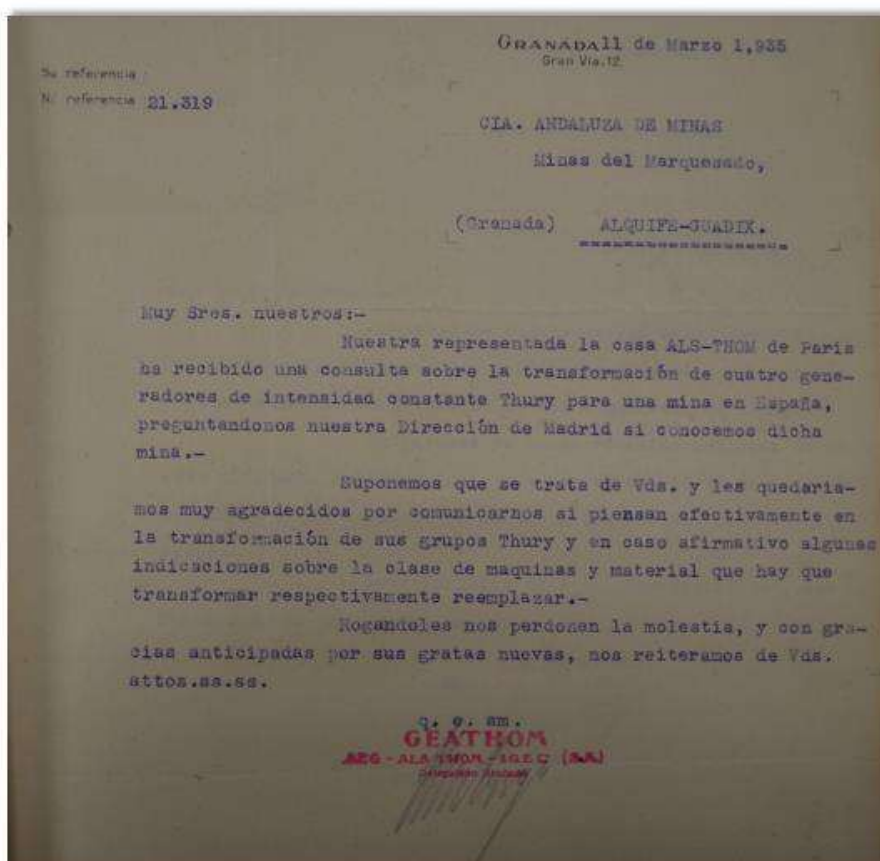 GRANADA 11 de Marzo 1,935
Gran Vía, 12
Su referencia
N. referencia 21.319
CIA. ANDALUZA DE MINAS
Minas del Marquesado,
(Granada) ALQUIFE-GUADIX.
Muy Sres. nuestros:-
Nuestra representada la casa ALS-THOM de Paris
ha recibido una consulta sobre la transformación de cuatro gene-
radores de intensidad constante Thury para una mina en España,
preguntandonos nuestra Dirección de Madrid si conocemos dicha
mina.-
Suponemos que se trata de Vds. y les quedaria-
mos muy agradecidos por comunicarnos si piensan efectivamente en
la transformación de sus grupos Thury y en caso afirmativo algunas
indicaciones sobre la clase de maquinas y material que hay que
transformar respectivamente reemplazar.-
Rogandoles nos perdonen la molestia, y con gra-
cias anticipadas por sus gratas nuevas, nos reiteramos de Vds.
attos.ss.ss.
q. e. sm.
GEATHOM
AEG - ALS-THOM - IGEC (S.A.)
Delegación Granada